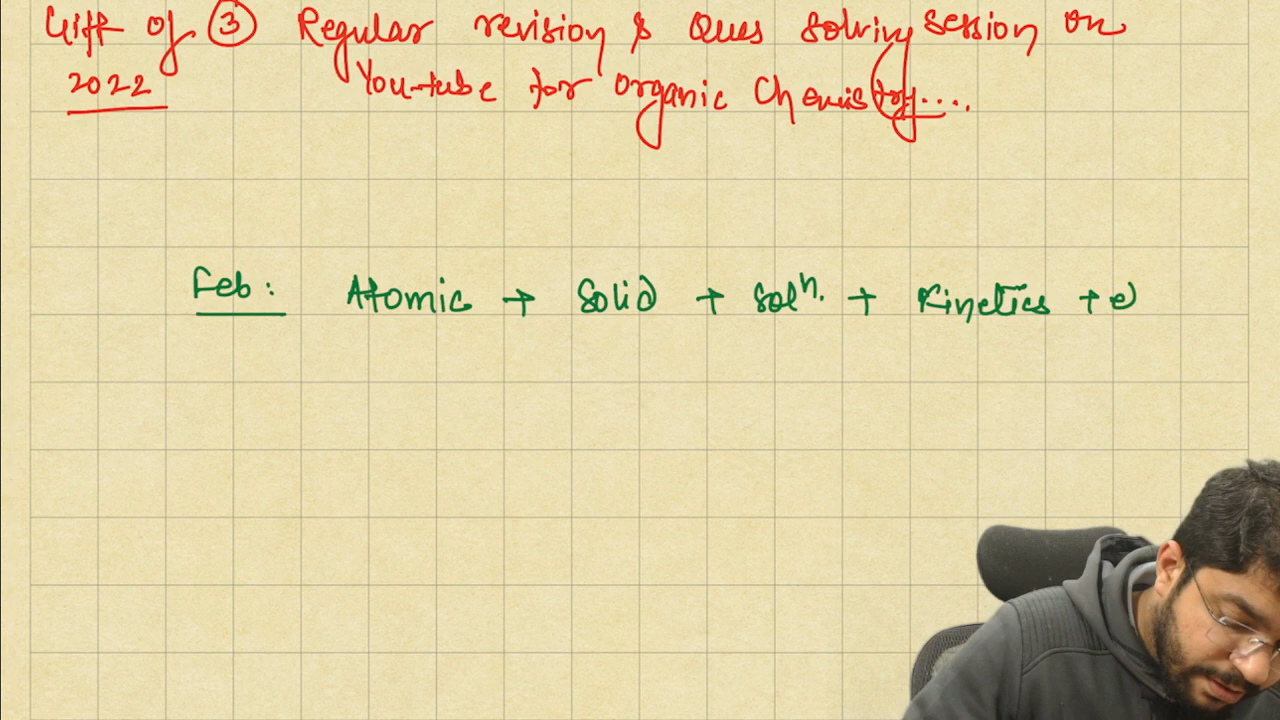 Gift of ③ Regular revision & Ques solving session on
2022 You-tube for organic Chemistry....
Feb: Atomic + Solid + Solⁿ. + Kinetics + e